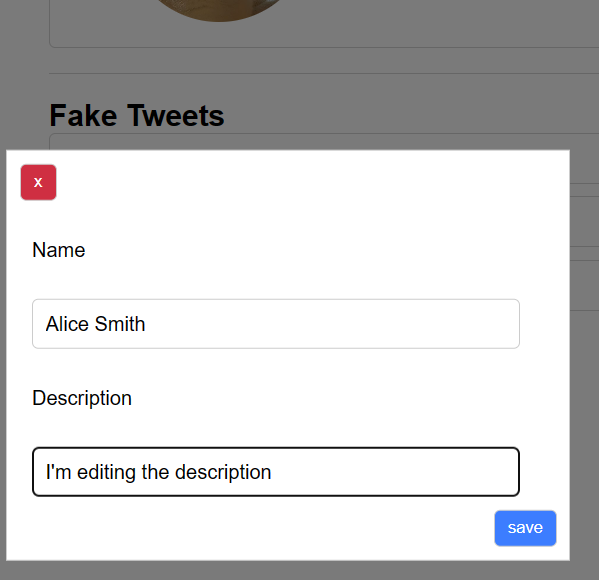 Fake Tweets
x
Name
Alice Smith
Description
I'm editing the description
save